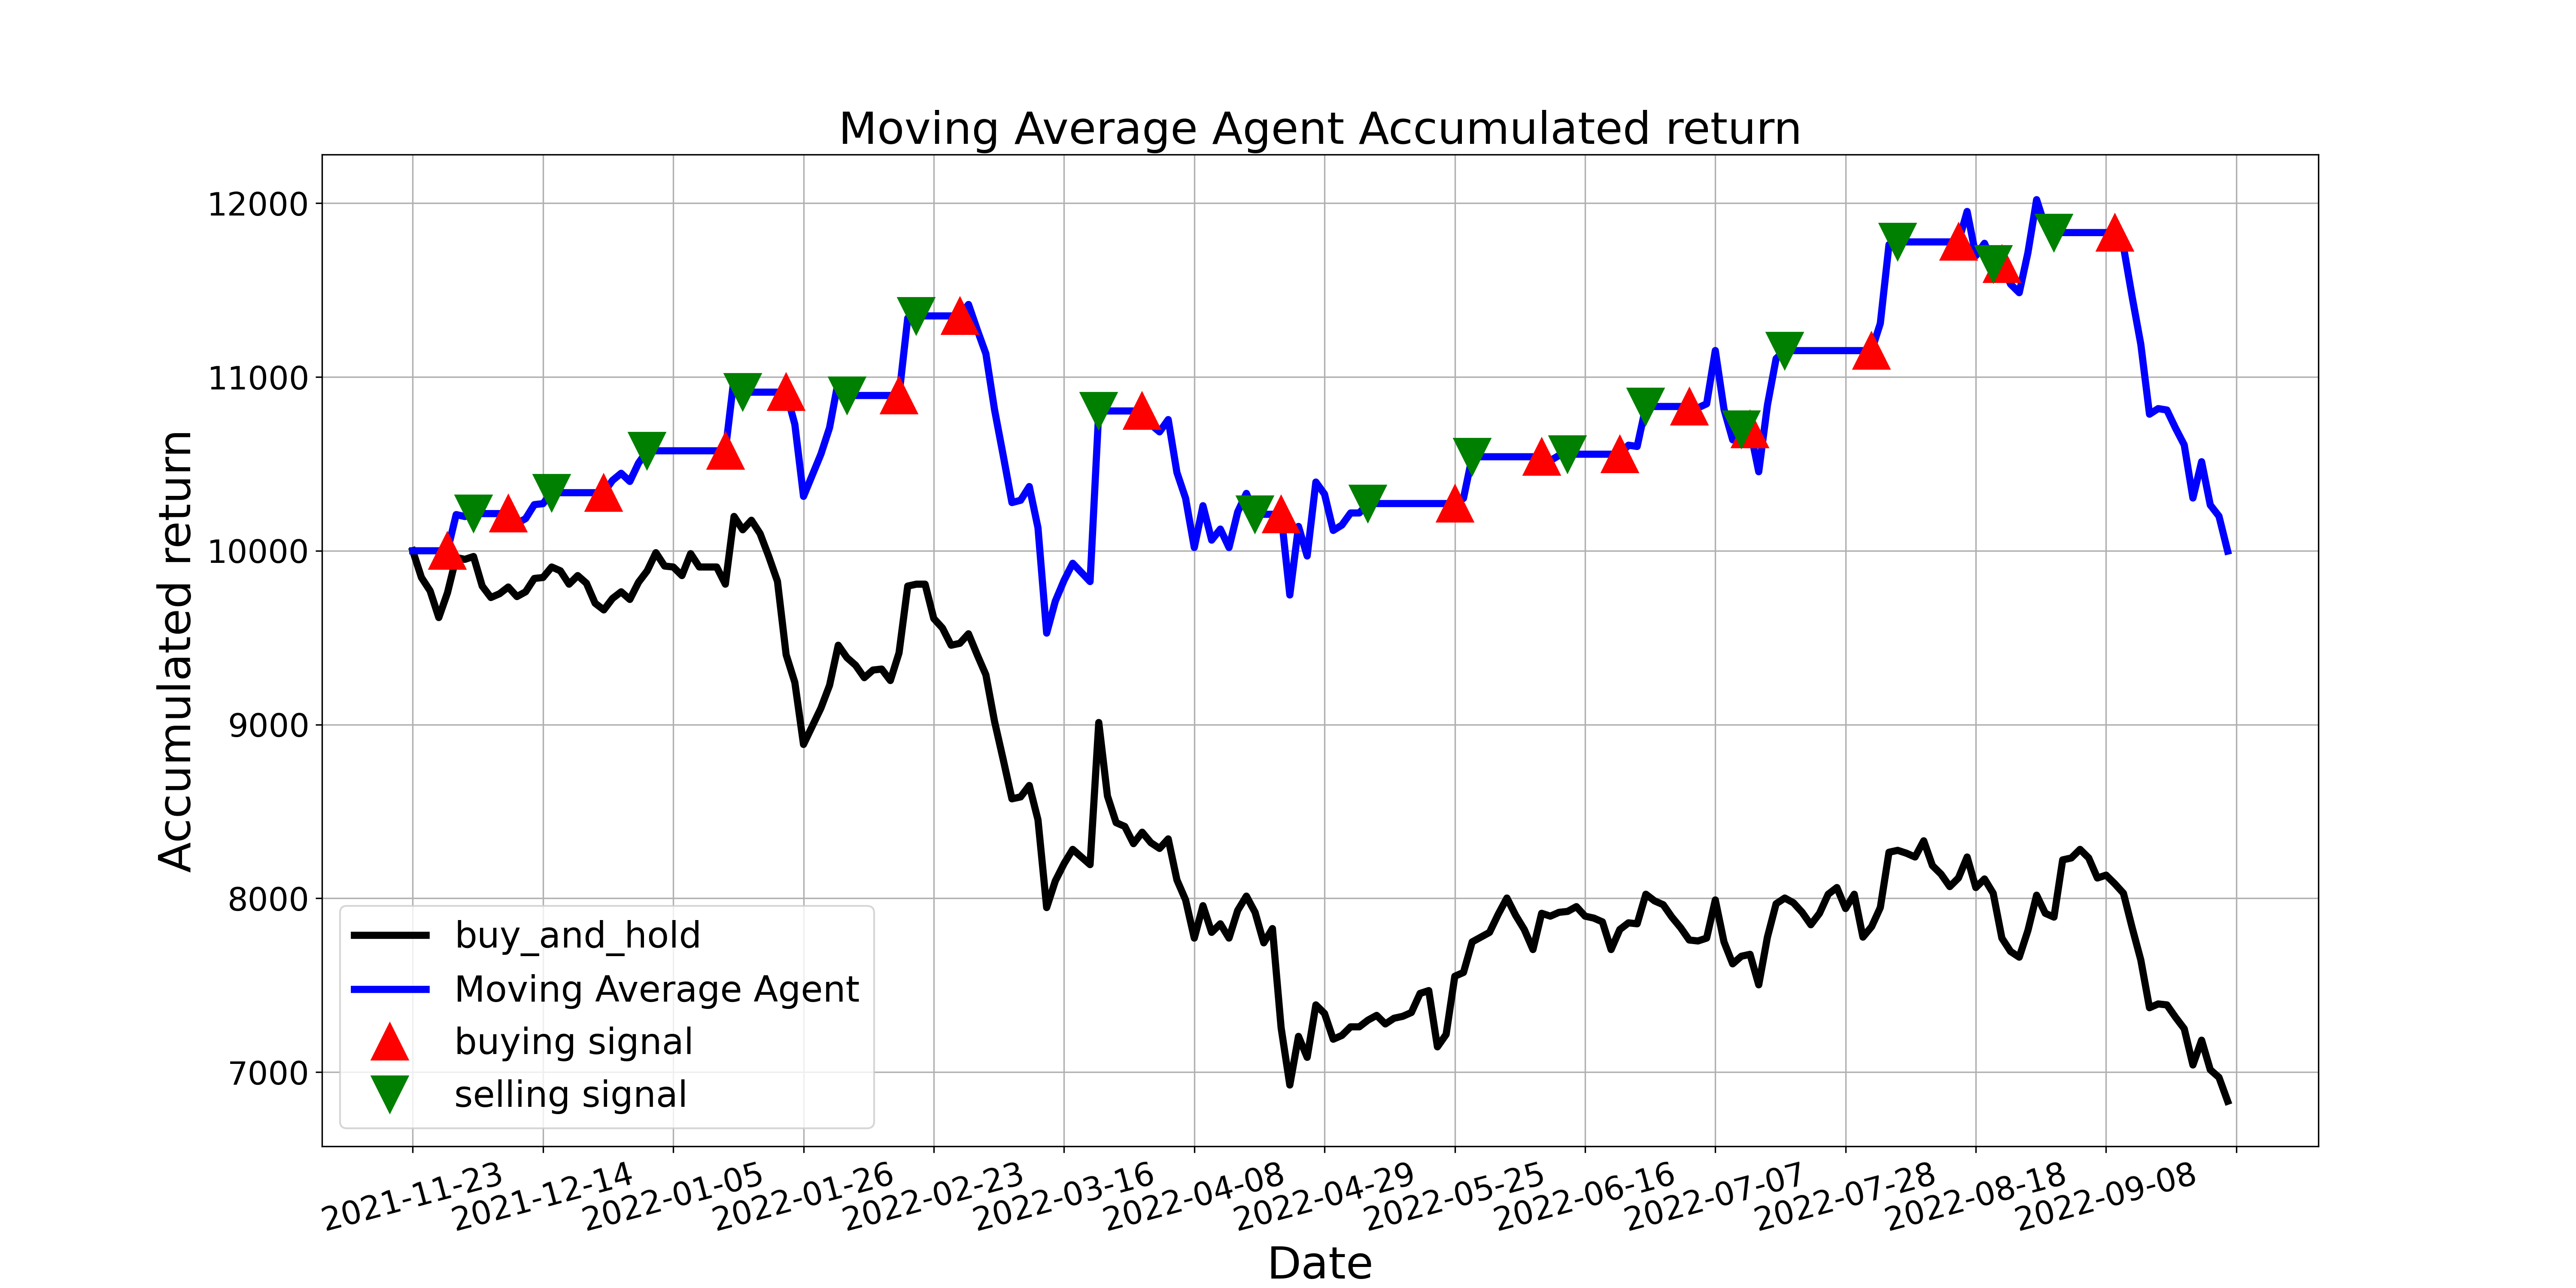 Moving Average Agent Accumulated return
Accumulated return
12000
11000
10000
9000
8000
7000
buy_and_hold
Moving Average Agent
buying signal
selling signal
2021-11-23
2021-12-14
2022-01-05
2022-01-26
2022-02-23
2022-03-16
2022-04-08
2022-04-29
2022-05-25
2022-06-16
2022-07-07
2022-07-28
2022-08-18
2022-09-08
Date